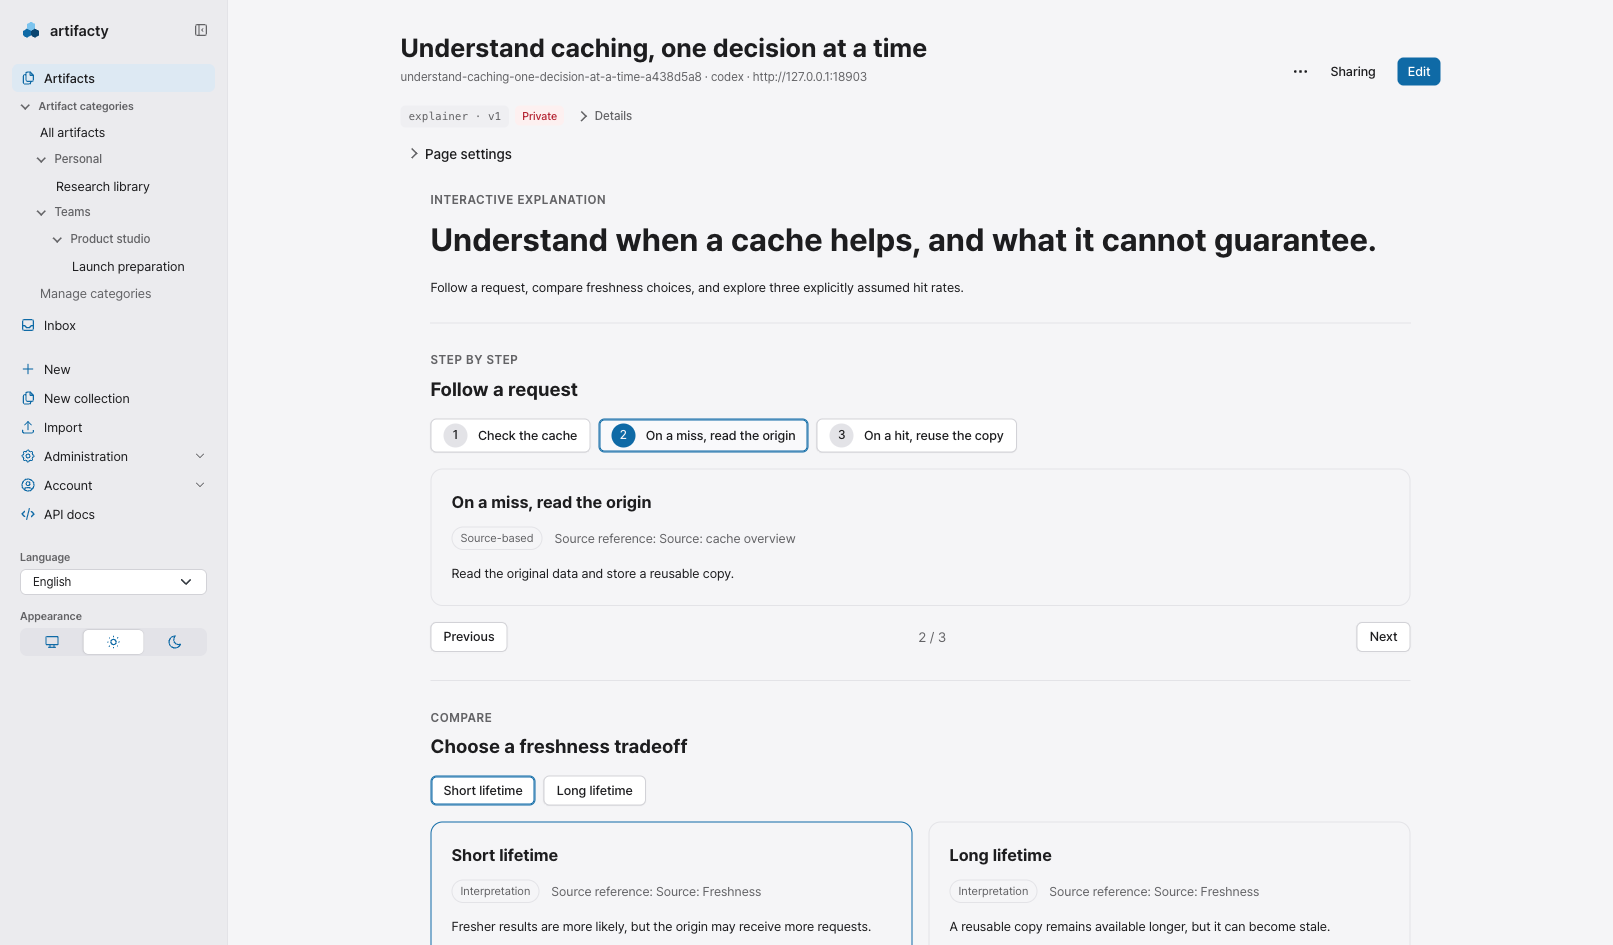 artifacty
Artifacts
Artifact categories
All artifacts
Personal
Research library
Teams
Product studio
Launch preparation
Manage categories
Inbox
New
New collection
Import
Administration
Account
API docs
Language
English
Appearance
Understand caching, one decision at a time
understand-caching-one-decision-at-a-time-a438d5a8 · codex · http://127.0.0.1:18903
Sharing
Edit
explainer · v1
Private
Details
Page settings
INTERACTIVE EXPLANATION
Understand when a cache helps, and what it cannot guarantee.
Follow a request, compare freshness choices, and explore three explicitly assumed hit rates.
STEP BY STEP
Follow a request
1 Check the cache
2 On a miss, read the origin
3 On a hit, reuse the copy
On a miss, read the origin
Source-based Source reference: Source: cache overview
Read the original data and store a reusable copy.
Previous
2 / 3
Next
COMPARE
Choose a freshness tradeoff
Short lifetime
Long lifetime
Short lifetime
Interpretation Source reference: Source: Freshness
Fresher results are more likely, but the origin may receive more requests.
Long lifetime
Interpretation Source reference: Source: Freshness
A reusable copy remains available longer, but it can become stale.